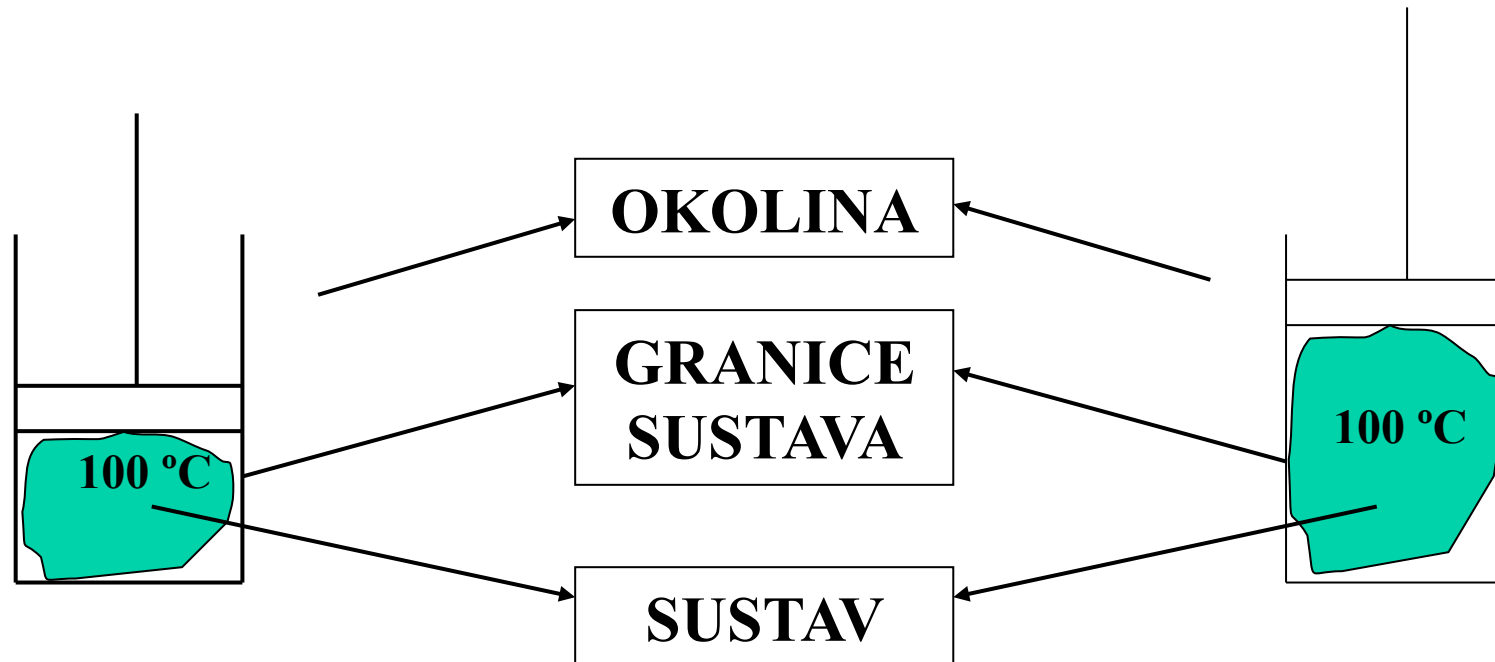 OKOLINA
GRANICE
SUSTAVA
100 ºC
100 ºC
SUSTAV